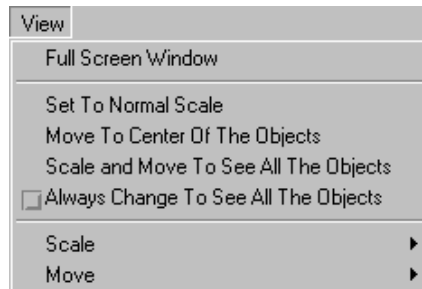 View
Full Screen Window
Set To Normal Scale
Move To Center Of The Objects
Scale and Move To See All The Objects
Always Change To See All The Objects
Scale
Move